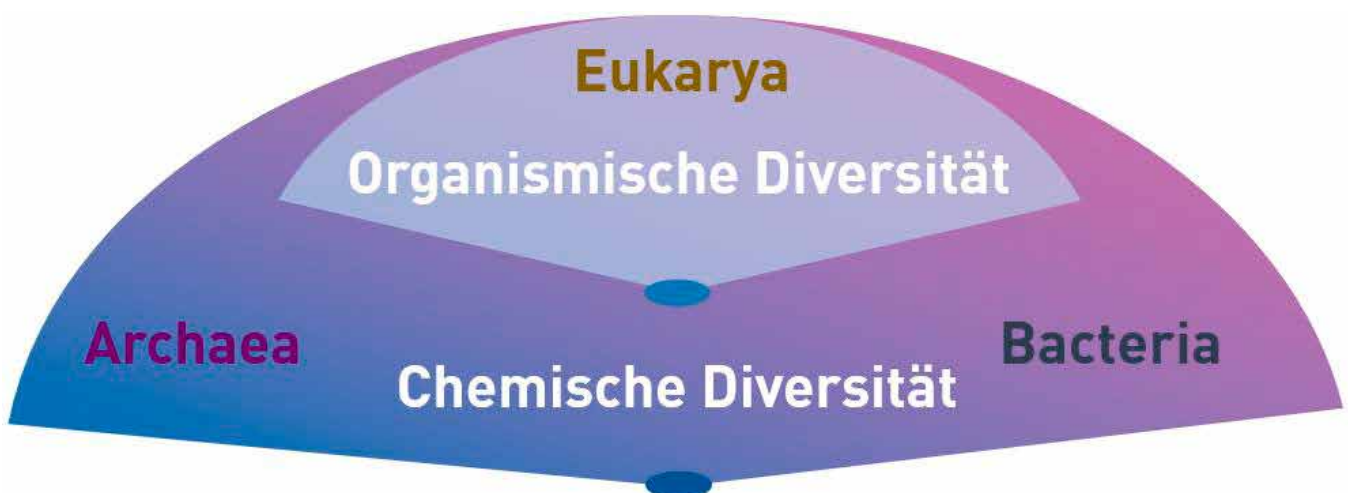 Eukarya
Organismische Diversität
Archaea
Bacteria
Chemische Diversität